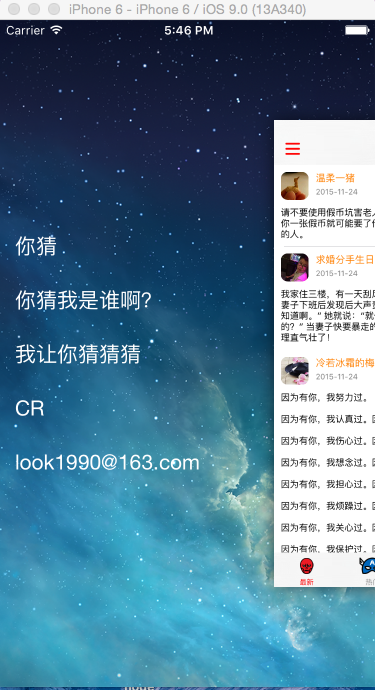 iPhone 6 - iPhone 6 / iOS 9.0 (13A340)
Carrier 5:46 PM
你猜
你猜我是谁啊?
我让你猜猜猜
CR
look1990@163.com
温柔一猪
2015-11-24
请不要使用假币坑害老人
你一张假币就可能要了
的人。
求婚分手生日
2015-11-24
我家住三楼，有一天刮
妻子下班后发现后大声
知道啊。”她就说：“就
的？” 当妻子快要暴走的
理直气壮了！
冷若冰霜的梅
2015-11-24
因为有你，我努力过。
因为有你，我认真过。
因为有你，我伤心过。
因为有你，我想念过。
因为有你，我担心过。
因为有你，我烦躁过。
因为有你，我关心过。
因为有你，我保护过。
最新